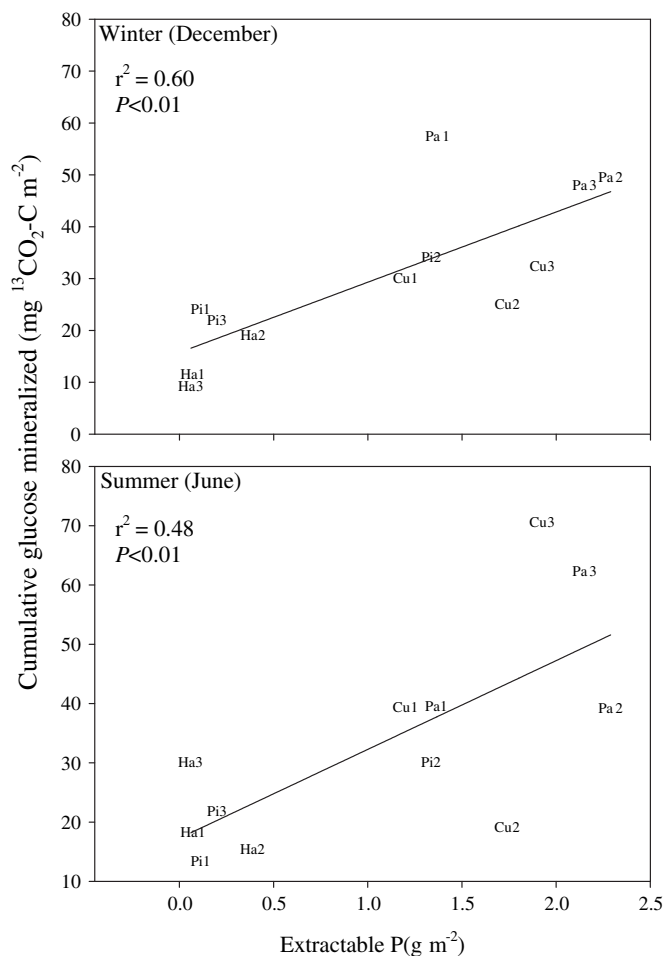 Cumulative glucose mineralized (mg ¹³CO₂-C m⁻²)
80
70
60
50
40
30
20
10
0
Winter (December)
r² = 0.60
P<0.01
Pa 1
Pa 2
Pa 3
Pi2
Cu3
Cu1
Cu2
Pi1
Pi3
Ha2
Ha1
Ha3
80
70
60
50
40
30
20
10
Summer (June)
r² = 0.48
P<0.01
Cu3
Pa 3
Cu1
Pa1
Pa 2
Ha3
Pi2
Pi3
Ha1
Cu2
Ha2
Pi1
0.0 0.5 1.0 1.5 2.0 2.5
Extractable P(g m⁻²)